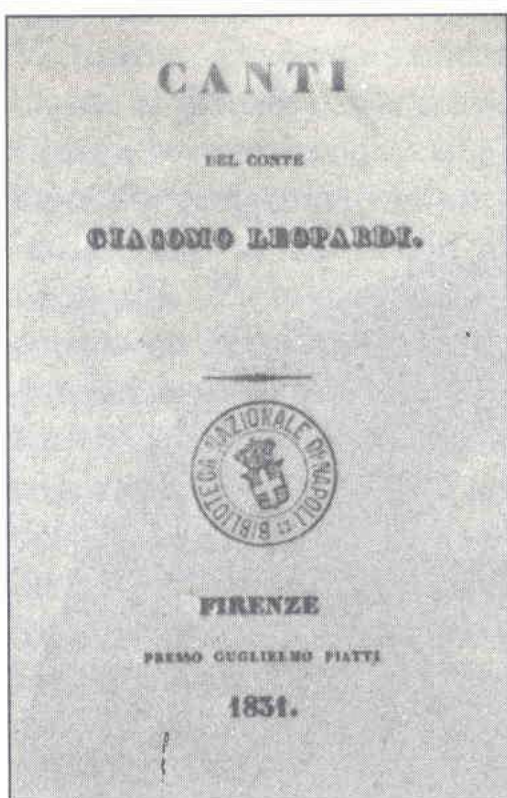 CANTI
DEL CONTE
GIACOMO LEOPARDI.
BIBLIOTECA NAZIONALE DI NAPOLI
FIRENZE
PRESSO GUGLIELMO PIATTI
1831.